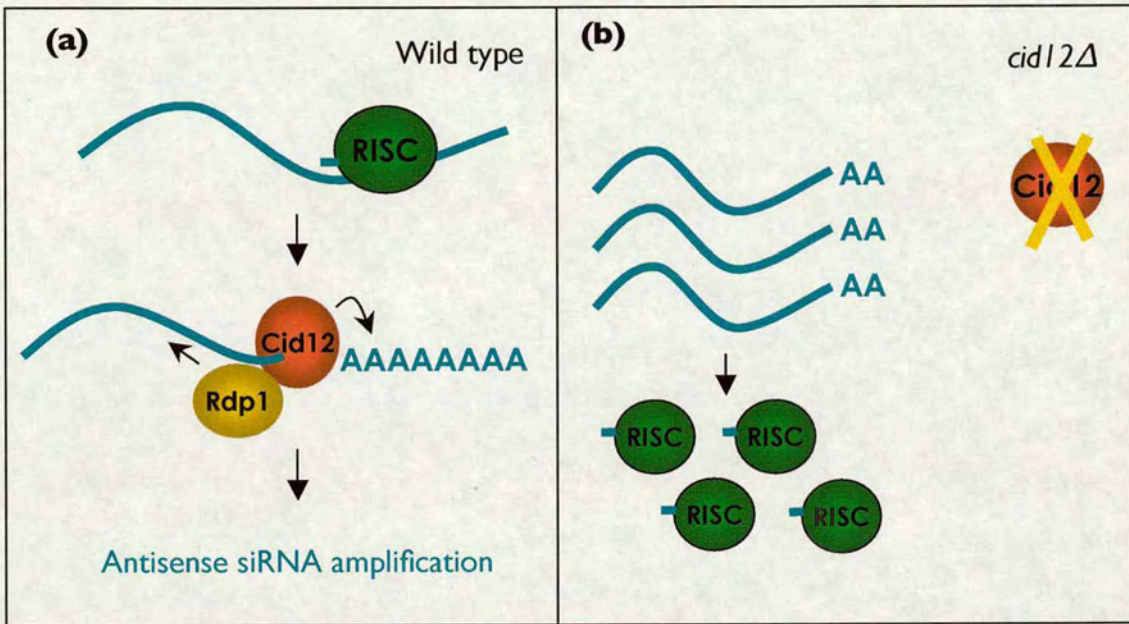 (a)
Wild type
RISC
Cid12
AAAAAAAA
Rdp1
Antisense siRNA amplification
(b)
cid12Δ
AA
Cid12
AA
AA
RISC
RISC
RISC
RISC